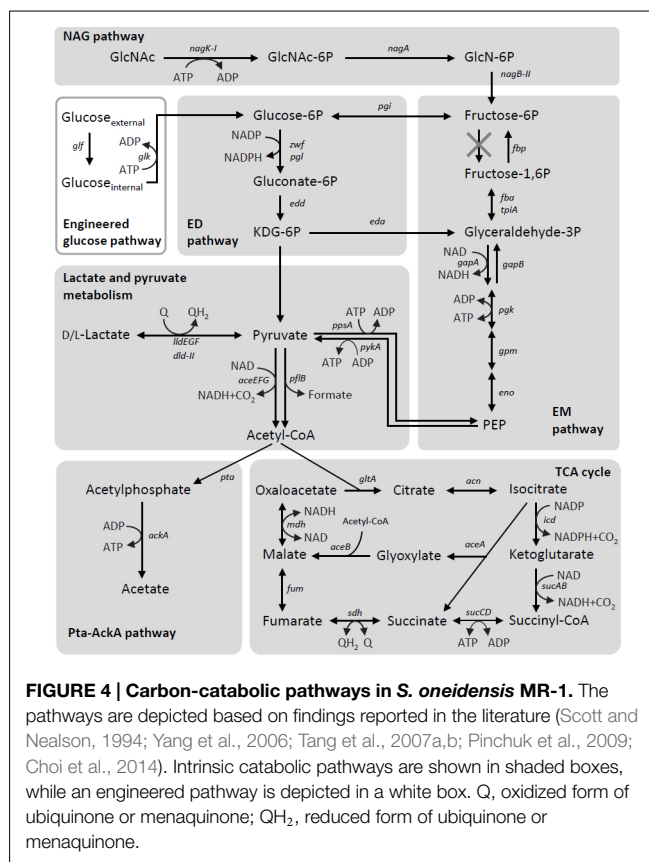 NAG pathway
GlcNAc
nagK-I
ATP
ADP
GlcNAc-6P
nagA
GlcN-6P
nagB-II
Glucose_external
glf
ADP
glk
ATP
Glucose_internal
Engineered
glucose pathway
Glucose-6P
pgi
NADP
zwf
NADPH
pgl
Gluconate-6P
edd
KDG-6P
eda
ED
pathway
Fructose-6P
fbp
Fructose-1,6P
fba
tpiA
Glyceraldehyde-3P
NAD
gapA
gapB
NADH
ADP
pgk
ATP
gpm
eno
PEP
EM
pathway
Lactate and pyruvate
metabolism
Q
QH2
D/L-Lactate
lldEGF
dld-II
Pyruvate
ATP
ADP
ppsA
pykA
ATP
ADP
NAD
aceEFG
pflB
NADH+CO2
Formate
Acetyl-CoA
pta
Acetylphosphate
ADP
ackA
ATP
Acetate
Pta-AckA pathway
TCA cycle
Oxaloacetate
gltA
Citrate
acn
Isocitrate
NADH
mdh
NAD
Acetyl-CoA
Malate
aceB
Glyoxylate
aceA
NADP
icd
NADPH+CO2
Ketoglutarate
NAD
sucAB
NADH+CO2
fum
Fumarate
sdh
QH2
Q
Succinate
sucCD
ATP
ADP
Succinyl-CoA
FIGURE 4 | Carbon-catabolic pathways in S. oneidensis MR-1. The
pathways are depicted based on findings reported in the literature (Scott and
Nealson, 1994; Yang et al., 2006; Tang et al., 2007a,b; Pinchuk et al., 2009;
Choi et al., 2014). Intrinsic catabolic pathways are shown in shaded boxes,
while an engineered pathway is depicted in a white box. Q, oxidized form of
ubiquinone or menaquinone; QH2, reduced form of ubiquinone or
menaquinone.